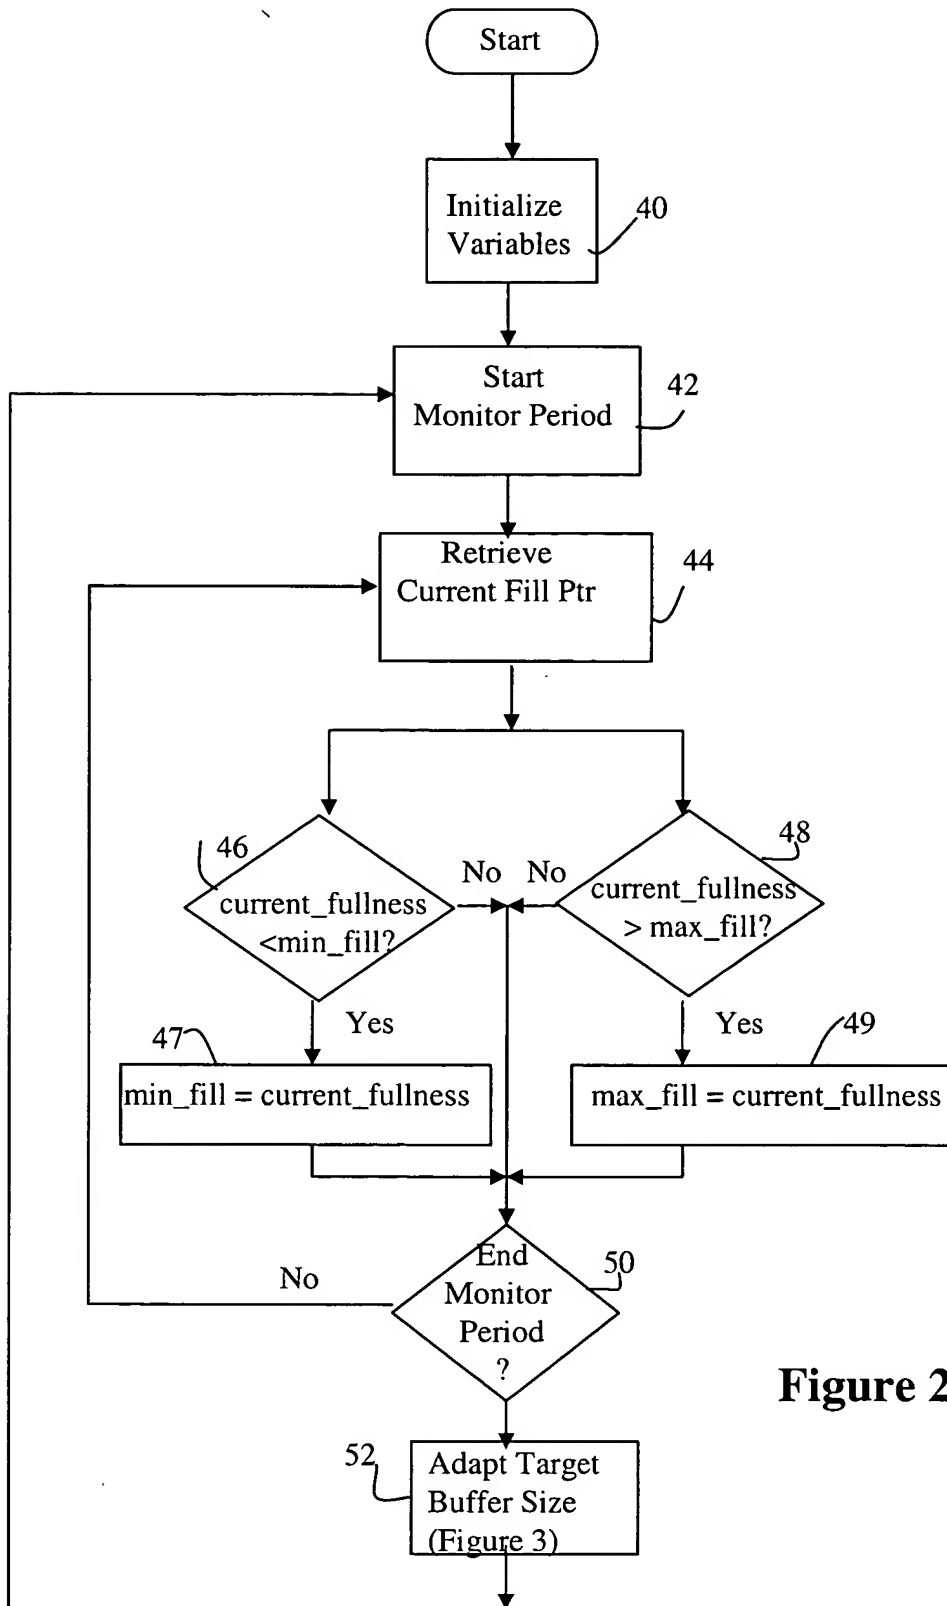 Start
Initialize
Variables
40
Start
Monitor Period
42
Retrieve
Current Fill Ptr
44
46
current_fullness
<min_fill?
No
No
48
current_fullness
> max_fill?
Yes
Yes
47
min_fill = current_fullness
49
max_fill = current_fullness
End
Monitor
Period
?
50
No
Figure 2
52
Adapt Target
Buffer Size
(Figure 3)